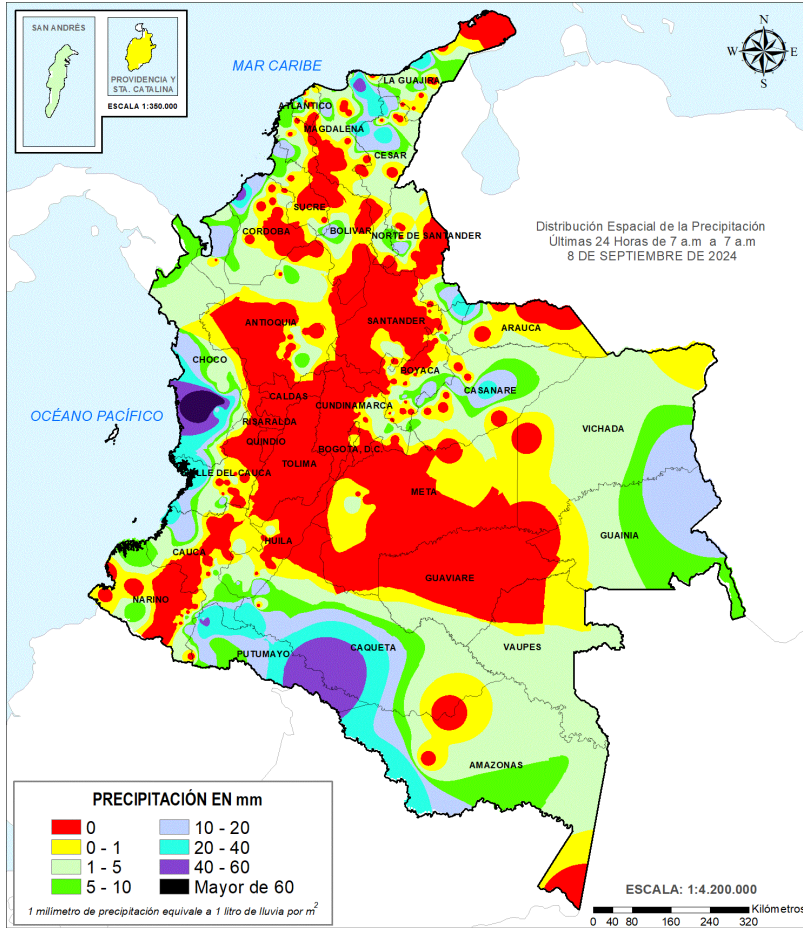 SAN ANDRÉS
PROVIDENCIA Y
STA. CATALINA
ESCALA 1:350.000
MAR CARIBE
N
W E
S
LA GUAJIRA
ATLANTICO
MAGDALENA
CESAR
SUCRE
CORDOBA
BOLIVAR
NORTE DE SANTANDER
Distribución Espacial de la Precipitación
Últimas 24 Horas de 7 a.m a 7 a.m
8 DE SEPTIEMBRE DE 2024
ANTIOQUIA
SANTANDER
ARAUCA
CHOCO
BOYACA
CASANARE
CALDAS
CUNDINAMARCA
OCÉANO PACÍFICO
RISARALDA
VICHADA
QUINDIO
BOGOTA, D.C.
TOLIMA
VALLE DEL CAUCA
META
GUAINIA
HUILA
CAUCA
GUAVIARE
NARIÑO
PUTUMAYO
CAQUETA
VAUPES
AMAZONAS
PRECIPITACIÓN EN mm
0
0 - 1
1 - 5
5 - 10
10 - 20
20 - 40
40 - 60
Mayor de 60
1 milímetro de precipitación equivale a 1 litro de lluvia por m²
ESCALA: 1:4.200.000
Kilómetros
0 40 80 160 240 320